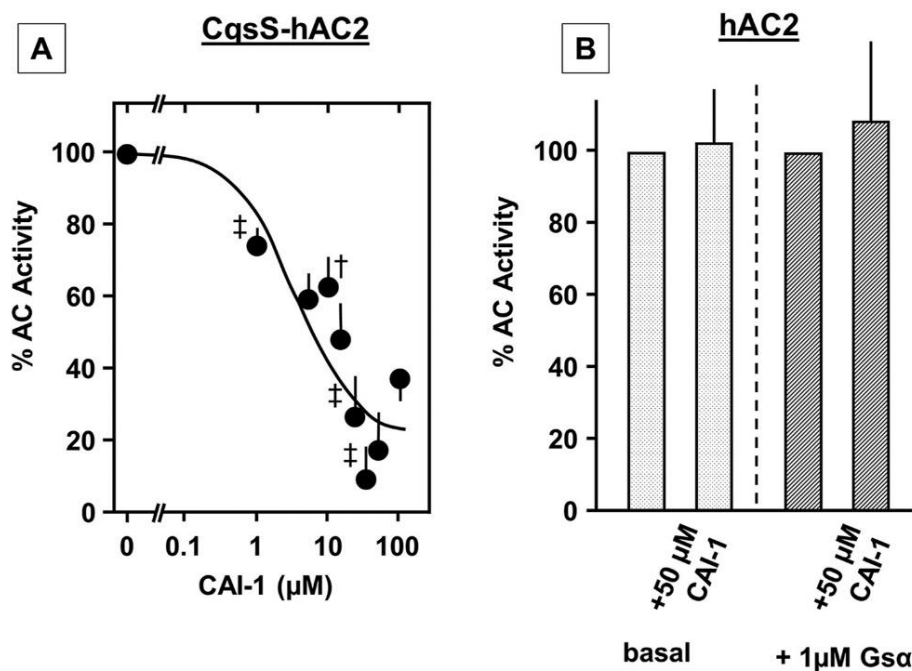 A
CqsS-hAC2
% AC Activity
100
80
60
40
20
0
‡
†
‡
‡
0
0.1
1
10
100
CAI-1 (µM)
B
hAC2
% AC Activity
100
80
60
40
20
0
+50 µM
CAI-1
+50 µM
CAI-1
basal
+ 1µM Gsα